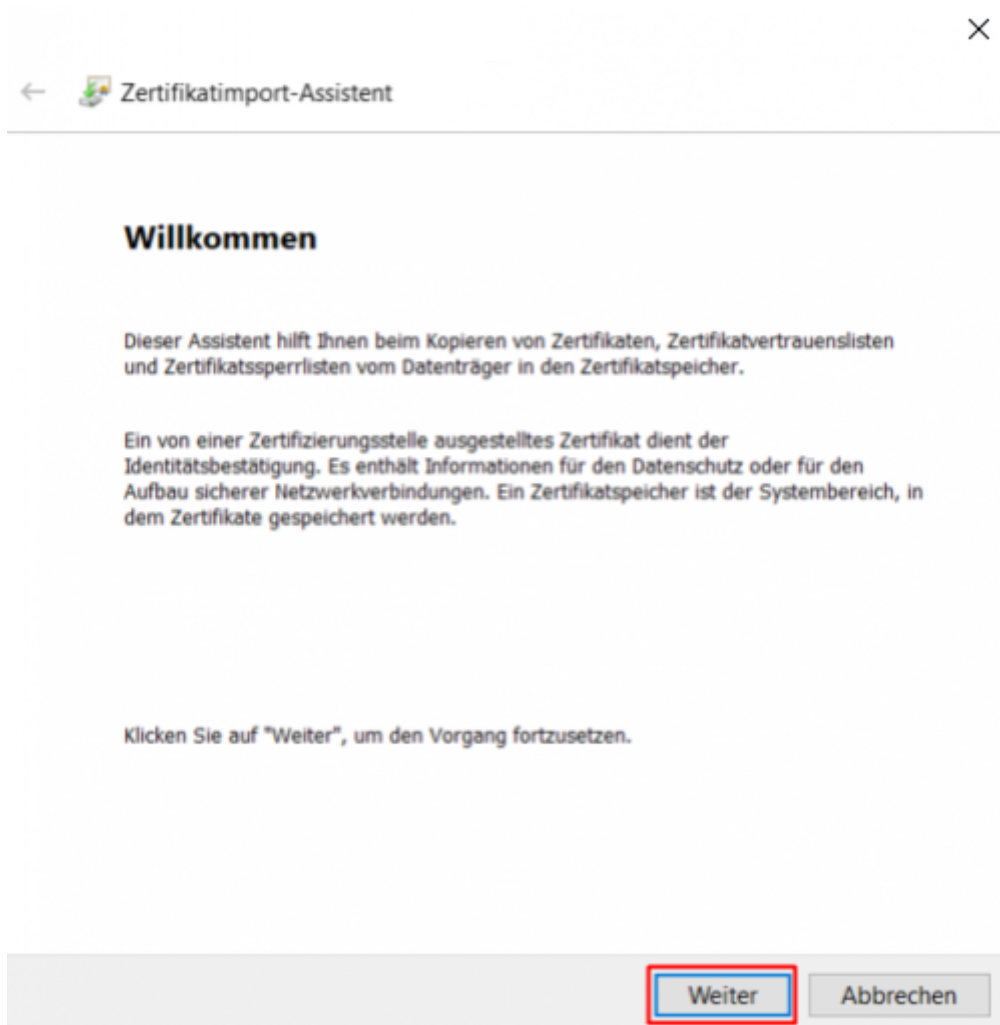 Zertifikatimport-Assistent
Willkommen
Dieser Assistent hilft Ihnen beim Kopieren von Zertifikaten, Zertifikatvertrauenslisten
und Zertifikatssperrlisten vom Datenträger in den Zertifikatspeicher.
Ein von einer Zertifizierungsstelle ausgestelltes Zertifikat dient der
Identitätsbestätigung. Es enthält Informationen für den Datenschutz oder für den
Aufbau sicherer Netzwerkverbindungen. Ein Zertifikatspeicher ist der Systembereich, in
dem Zertifikate gespeichert werden.
Klicken Sie auf "Weiter", um den Vorgang fortzusetzen.
Weiter Abbrechen